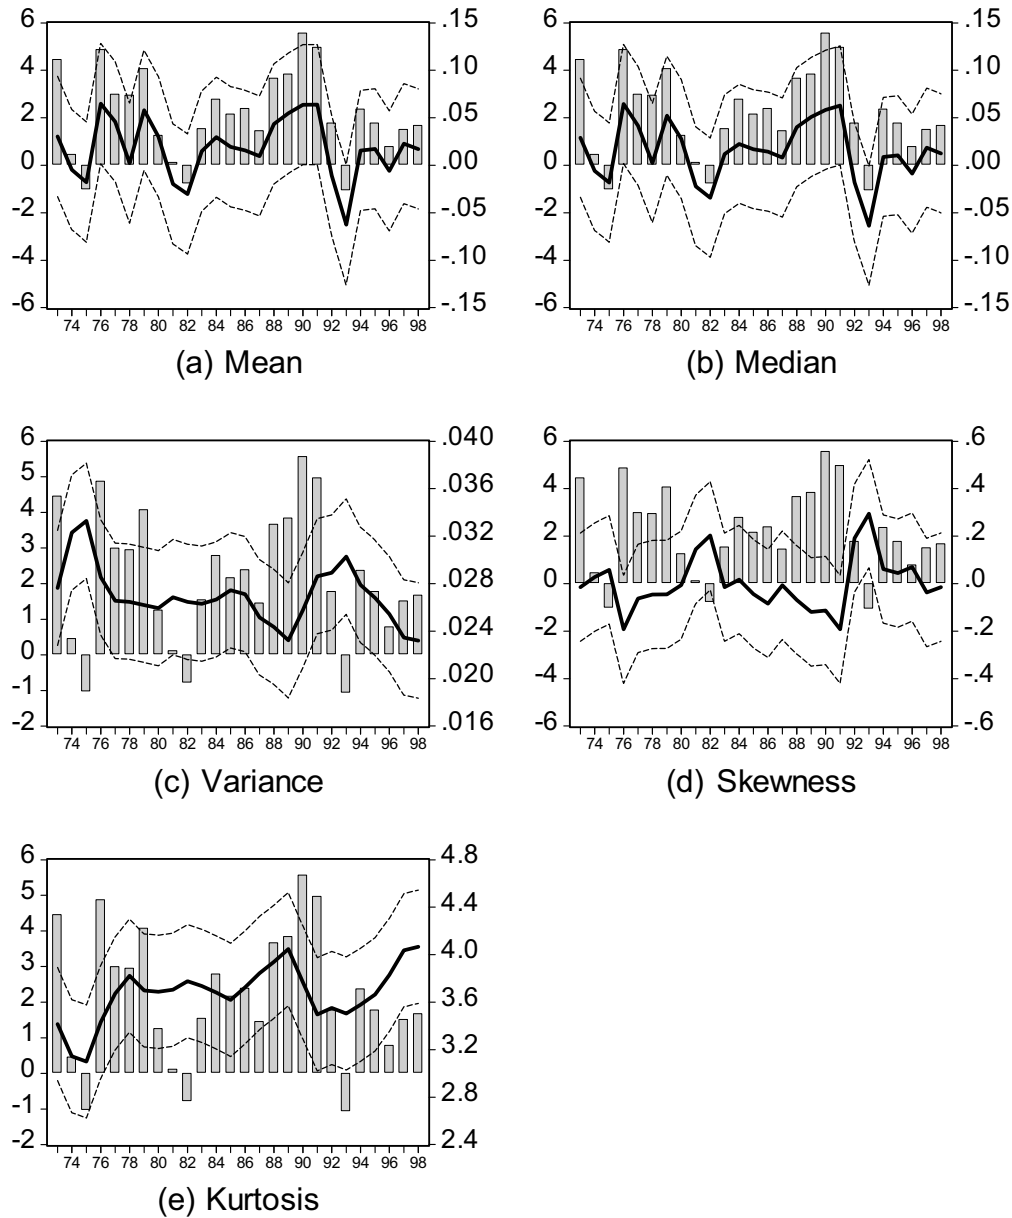 6 .15 6 .15
4 .10 4 .10
2 .05 2 .05
0 .00 0 .00
-2 -.05 -2 -.05
-4 -.10 -4 -.10
-6 -.15 -6 -.15
74 76 78 80 82 84 86 88 90 92 94 96 98 74 76 78 80 82 84 86 88 90 92 94 96 98
(a) Mean (b) Median
6 .040 6 .6
5 .036 4 .4
4 .032 2 .2
3 .028 0 .0
2 .024 -2 -.2
1 .020 -4 -.4
0 .016 -6 -.6
-1
-2
74 76 78 80 82 84 86 88 90 92 94 96 98 74 76 78 80 82 84 86 88 90 92 94 96 98
(c) Variance (d) Skewness
6 4.8
5 4.4
4 4.0
3 3.6
2 3.2
1 2.8
0 2.4
-1
-2
74 76 78 80 82 84 86 88 90 92 94 96 98
(e) Kurtosis